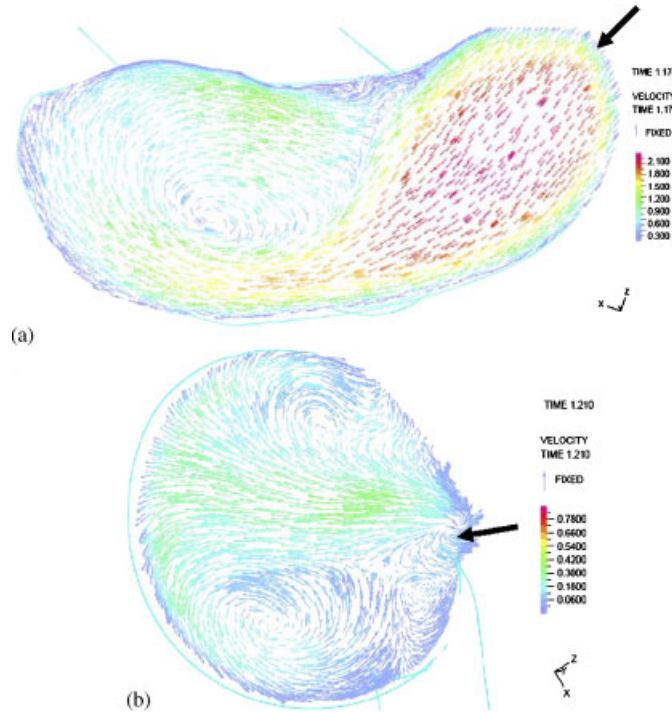 TIME 1.17
VELOCITY
TIME 1.17
FIXED
2.100
1.800
1.500
1.200
0.900
0.600
0.300
x z
(a)
TIME 1.210
VELOCITY
TIME 1.210
FIXED
0.7800
0.6600
0.5400
0.4200
0.3000
0.1800
0.0600
z
x
(b)